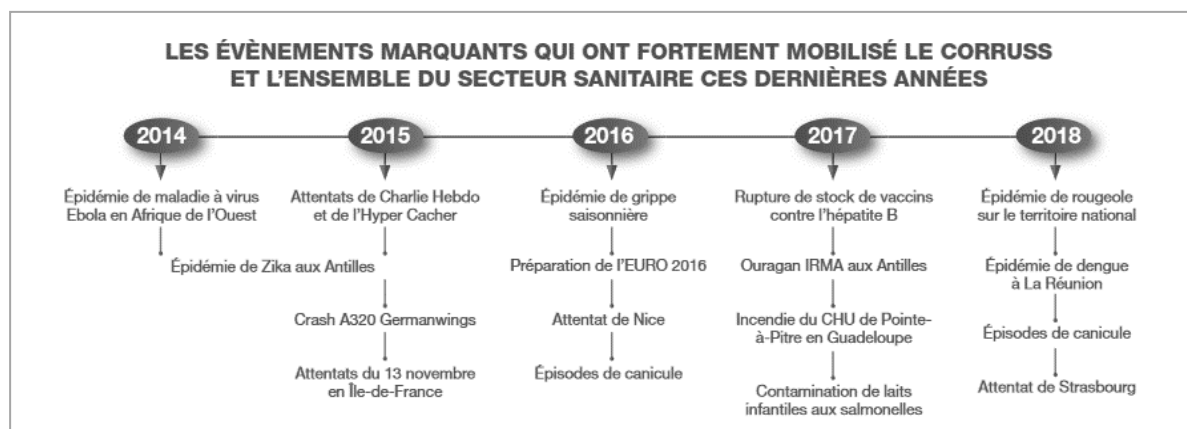 LES ÉVÈNEMENTS MARQUANTS QUI ONT FORTEMENT MOBILISÉ LE CORRUSS
ET L'ENSEMBLE DU SECTEUR SANITAIRE CES DERNIÈRES ANNÉES
2014
2015
2016
2017
2018
Épidémie de maladie à virus
Ebola en Afrique de l'Ouest
Épidémie de Zika aux Antilles
Attentats de Charlie Hebdo
et de l'Hyper Cacher
Crash A320 Germanwings
Attentats du 13 novembre
en Île-de-France
Épidémie de grippe
saisonnière
Préparation de l'EURO 2016
Attentat de Nice
Épisodes de canicule
Rupture de stock de vaccins
contre l'hépatite B
Ouragan IRMA aux Antilles
Incendie du CHU de Pointe-
à-Pitre en Guadeloupe
Contamination de laits
infantiles aux salmonelles
Épidémie de rougeole
sur le territoire national
Épidémie de dengue
à La Réunion
Épisodes de canicule
Attentat de Strasbourg